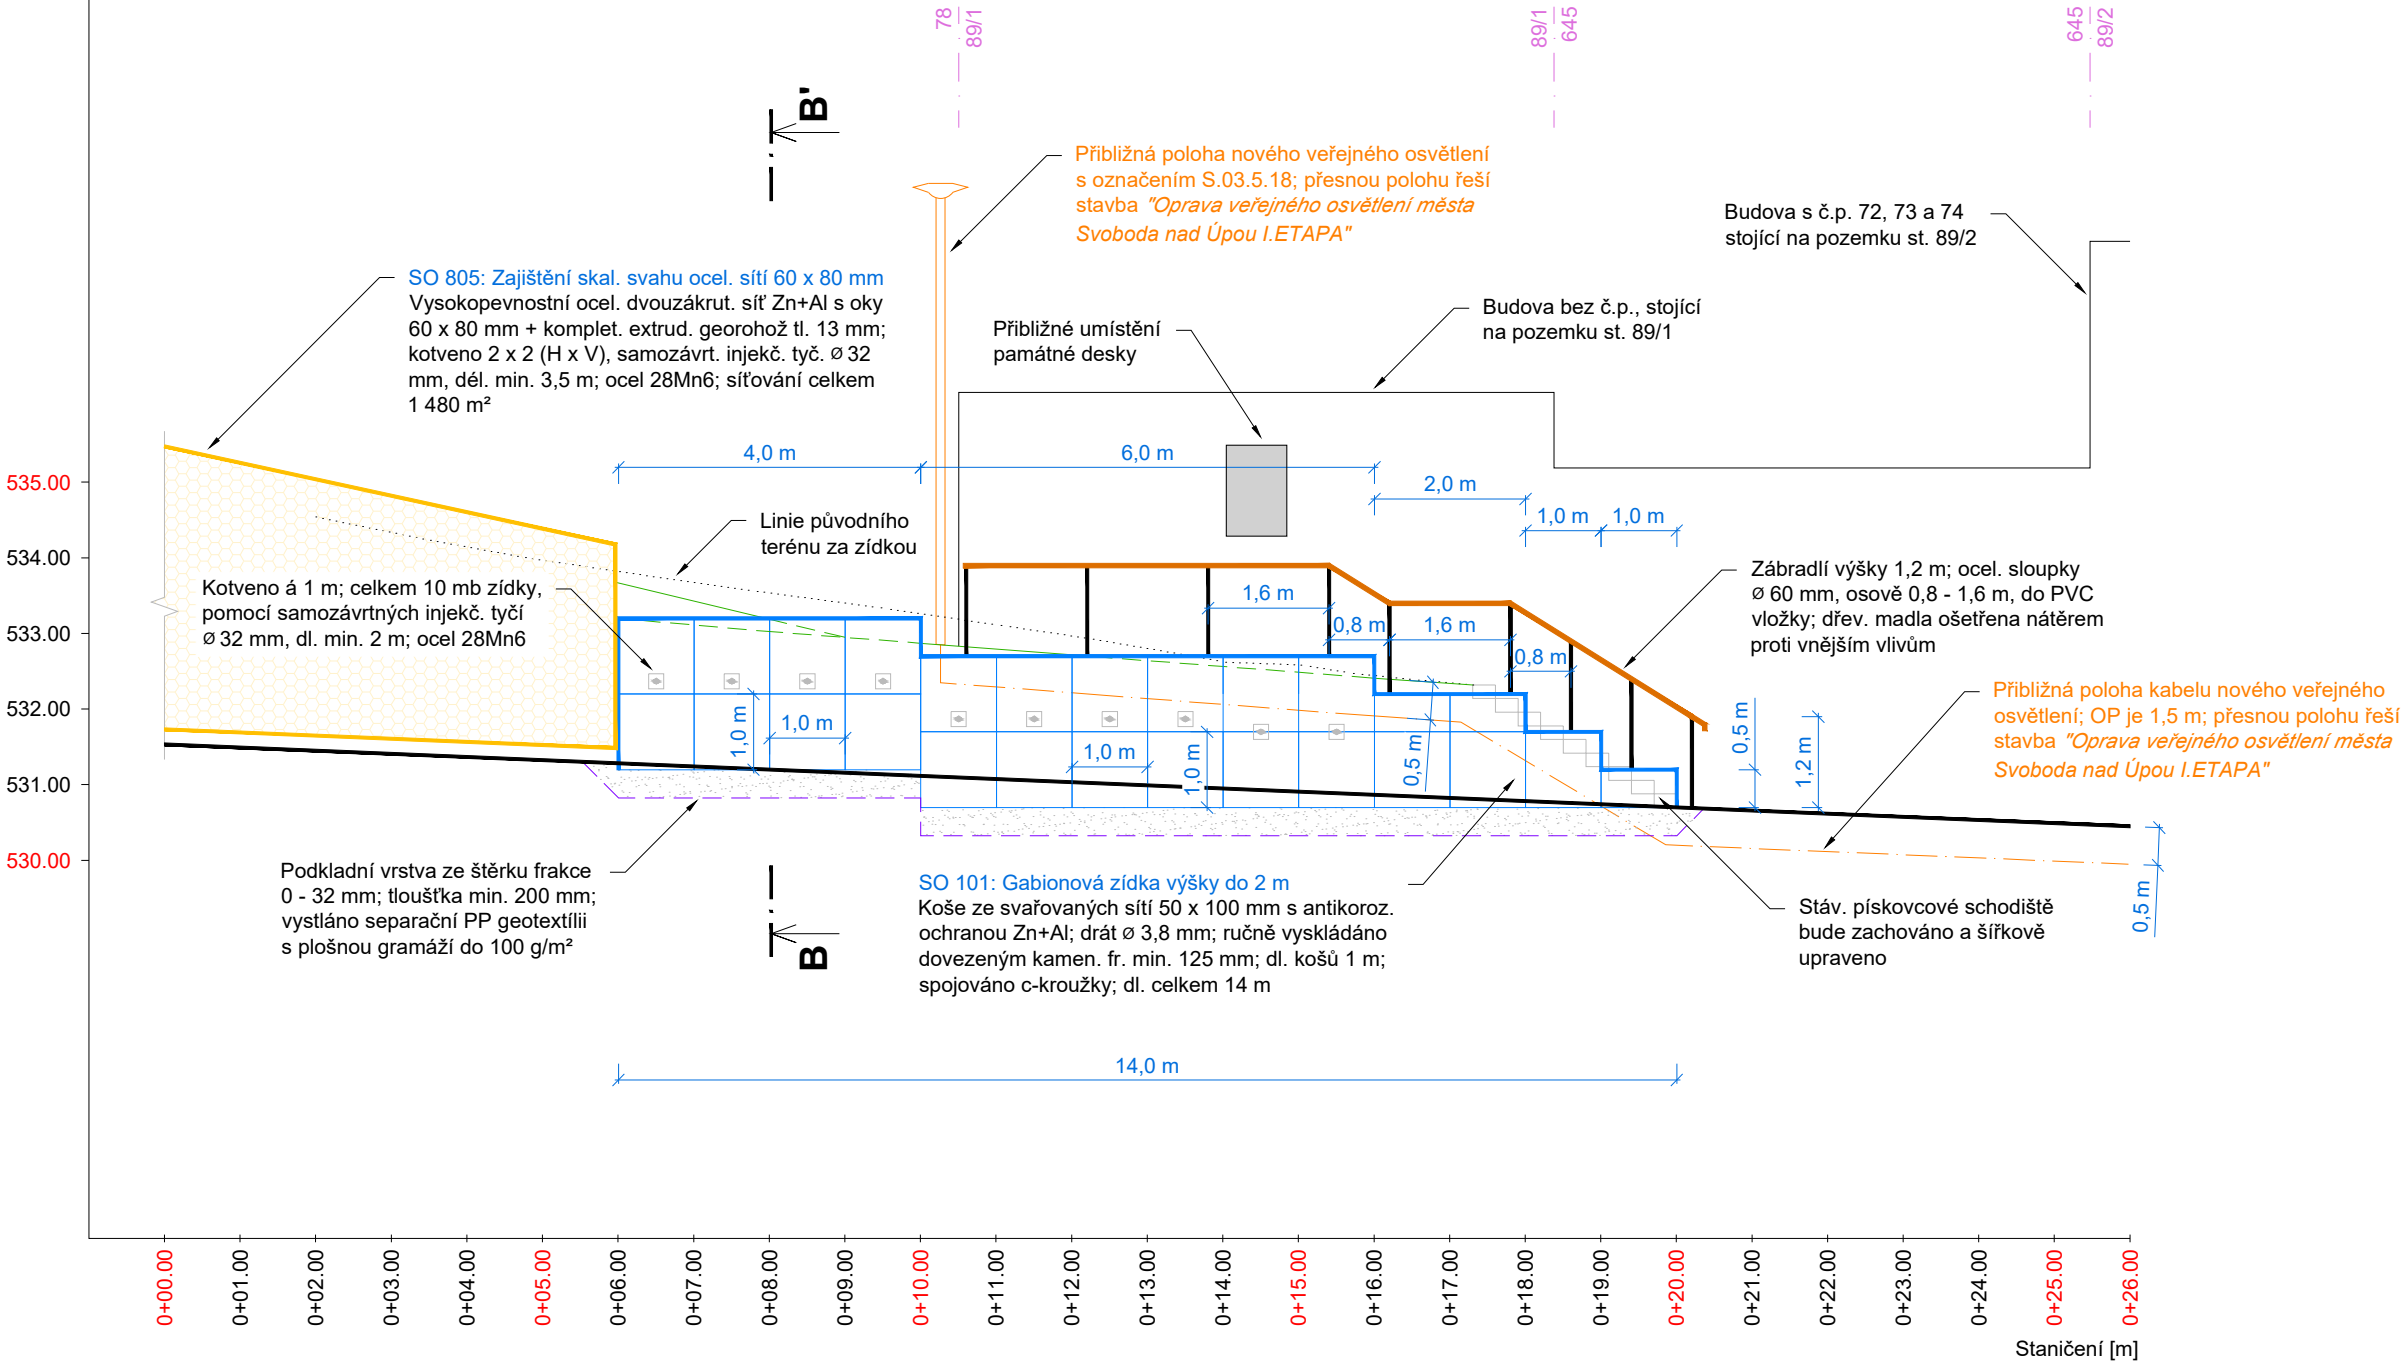 78
89/1
89/1
645
645
89/2
B'
Přibližná poloha nového veřejného osvětlení
s označením S.03.5.18; přesnou polohu řeší
stavba "Oprava veřejného osvětlení města
Svoboda nad Úpou I.ETAPA"
Budova s č.p. 72, 73 a 74
stojící na pozemku st. 89/2
SO 805: Zajištění skal. svahu ocel. sítí 60 x 80 mm
Vysokopevnostní ocel. dvouzákrut. síť Zn+Al s oky
60 x 80 mm + komplet. extrud. georohož tl. 13 mm;
kotveno 2 x 2 (H x V), samozávrt. injekč. tyč. ⌀ 32
mm, dél. min. 3,5 m; ocel 28Mn6; síťování celkem
1 480 m²
Přibližné umístění
památné desky
Budova bez č.p., stojící
na pozemku st. 89/1
4,0 m
6,0 m
2,0 m
1,0 m
1,0 m
535.00
534.00
533.00
532.00
531.00
530.00
Linie původního
terénu za zídkou
Kotveno á 1 m; celkem 10 mb zídky,
pomocí samozávrtných injekč. tyčí
⌀ 32 mm, dl. min. 2 m; ocel 28Mn6
1,6 m
0,8 m
1,6 m
0,8 m
Zábradlí výšky 1,2 m; ocel. sloupky
⌀ 60 mm, osově 0,8 - 1,6 m, do PVC
vložky; dřev. madla ošetřena nátěrem
proti vnějším vlivům
1,0 m
1,0 m
1,0 m
1,0 m
0,5 m
0,5 m
1,2 m
Přibližná poloha kabelu nového veřejného
osvětlení; OP je 1,5 m; přesnou polohu řeší
stavba "Oprava veřejného osvětlení města
Svoboda nad Úpou I.ETAPA"
0,5 m
Podkladní vrstva ze štěrku frakce
0 - 32 mm; tloušťka min. 200 mm;
vystláno separační PP geotextílii
s plošnou gramáží do 100 g/m²
B
SO 101: Gabionová zídka výšky do 2 m
Koše ze svařovaných sítí 50 x 100 mm s antikoroz.
ochranou Zn+Al; drát ⌀ 3,8 mm; ručně vyskládáno
dovezeným kamen. fr. min. 125 mm; dl. košů 1 m;
spojováno c-kroužky; dl. celkem 14 m
Stáv. pískovcové schodiště
bude zachováno a šířkově
upraveno
14,0 m
0+00.00
0+01.00
0+02.00
0+03.00
0+04.00
0+05.00
0+06.00
0+07.00
0+08.00
0+09.00
0+10.00
0+11.00
0+12.00
0+13.00
0+14.00
0+15.00
0+16.00
0+17.00
0+18.00
0+19.00
0+20.00
0+21.00
0+22.00
0+23.00
0+24.00
0+25.00
0+26.00
Staničení [m]